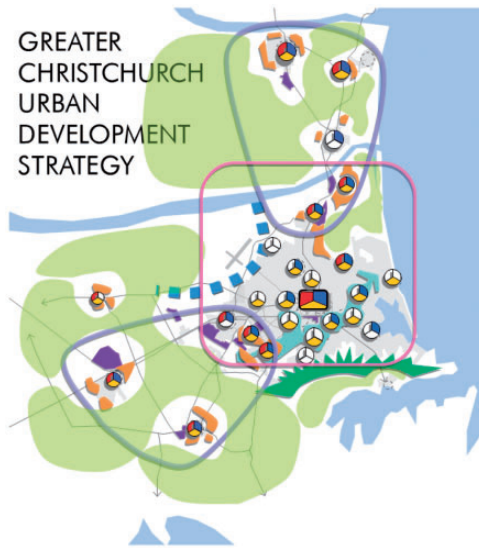 GREATER
CHRISTCHURCH
URBAN
DEVELOPMENT
STRATEGY